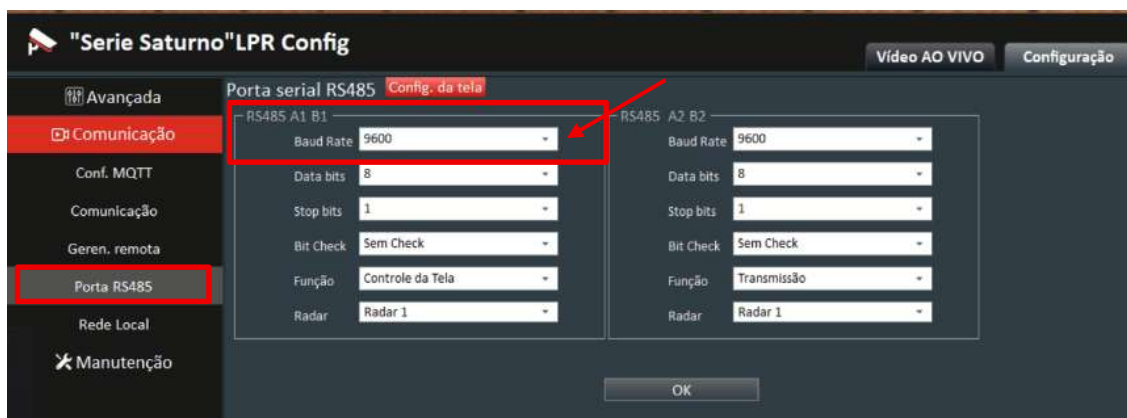 "Serie Saturno"LPR Config
Vídeo AO VIVO
Configuração
Avançada
Comunicação
Conf. MQTT
Comunicação
Geren. remota
Porta RS485
Rede Local
Manutenção
Porta serial RS485 Config. da tela
RS485 A1 B1
Baud Rate 9600
Data bits 8
Stop bits 1
Bit Check Sem Check
Função Controle da Tela
Radar Radar 1
RS485 A2 B2
Baud Rate 9600
Data bits 8
Stop bits 1
Bit Check Sem Check
Função Transmissão
Radar Radar 1
OK